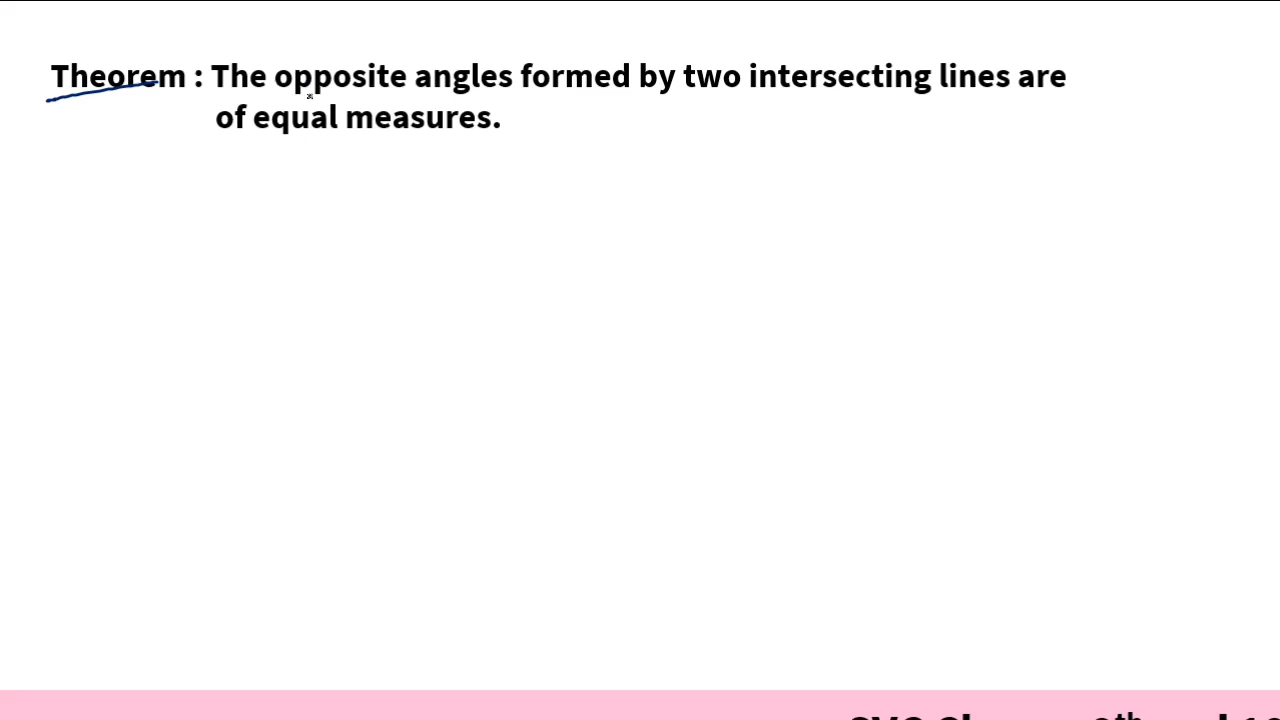 Theorem : The opposite angles formed by two intersecting lines are
of equal measures.